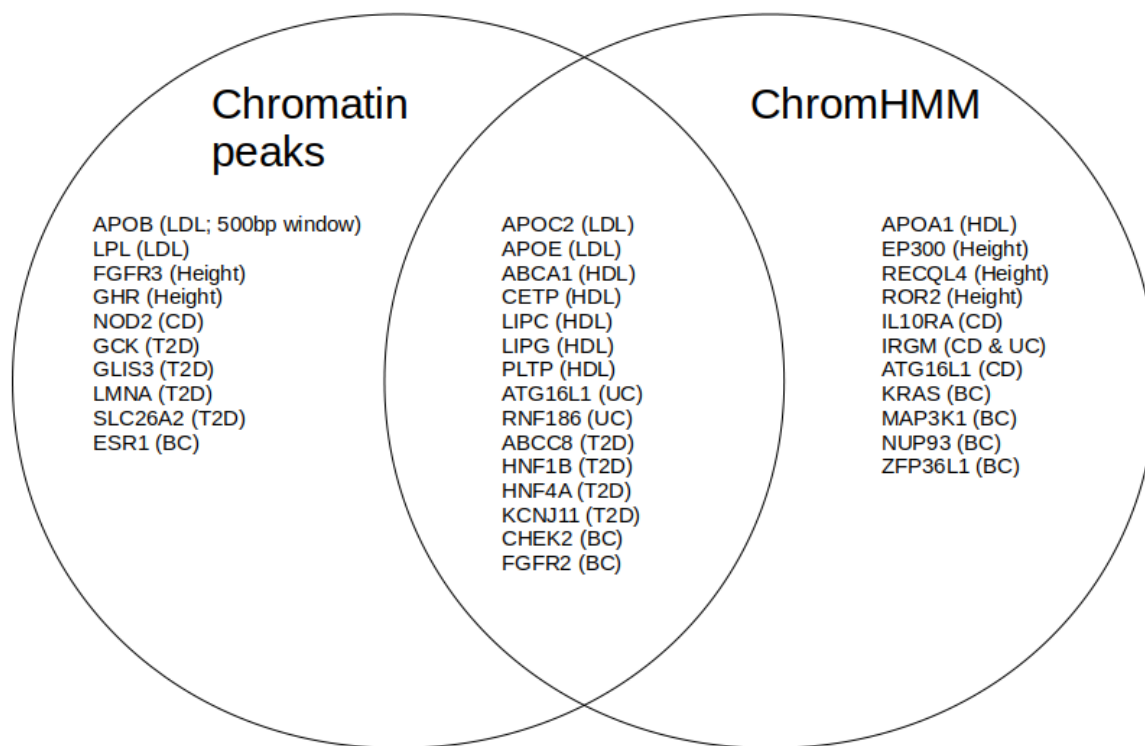 Chromatin
peaks
ChromHMM
APOB (LDL; 500bp window)
LPL (LDL)
FGFR3 (Height)
GHR (Height)
NOD2 (CD)
GCK (T2D)
GLIS3 (T2D)
LMNA (T2D)
SLC26A2 (T2D)
ESR1 (BC)
APOC2 (LDL)
APOE (LDL)
ABCA1 (HDL)
CETP (HDL)
LIPC (HDL)
LIPG (HDL)
PLTP (HDL)
ATG16L1 (UC)
RNF186 (UC)
ABCC8 (T2D)
HNF1B (T2D)
HNF4A (T2D)
KCNJ11 (T2D)
CHEK2 (BC)
FGFR2 (BC)
APOA1 (HDL)
EP300 (Height)
RECQL4 (Height)
ROR2 (Height)
IL10RA (CD)
IRGM (CD & UC)
ATG16L1 (CD)
KRAS (BC)
MAP3K1 (BC)
NUP93 (BC)
ZFP36L1 (BC)